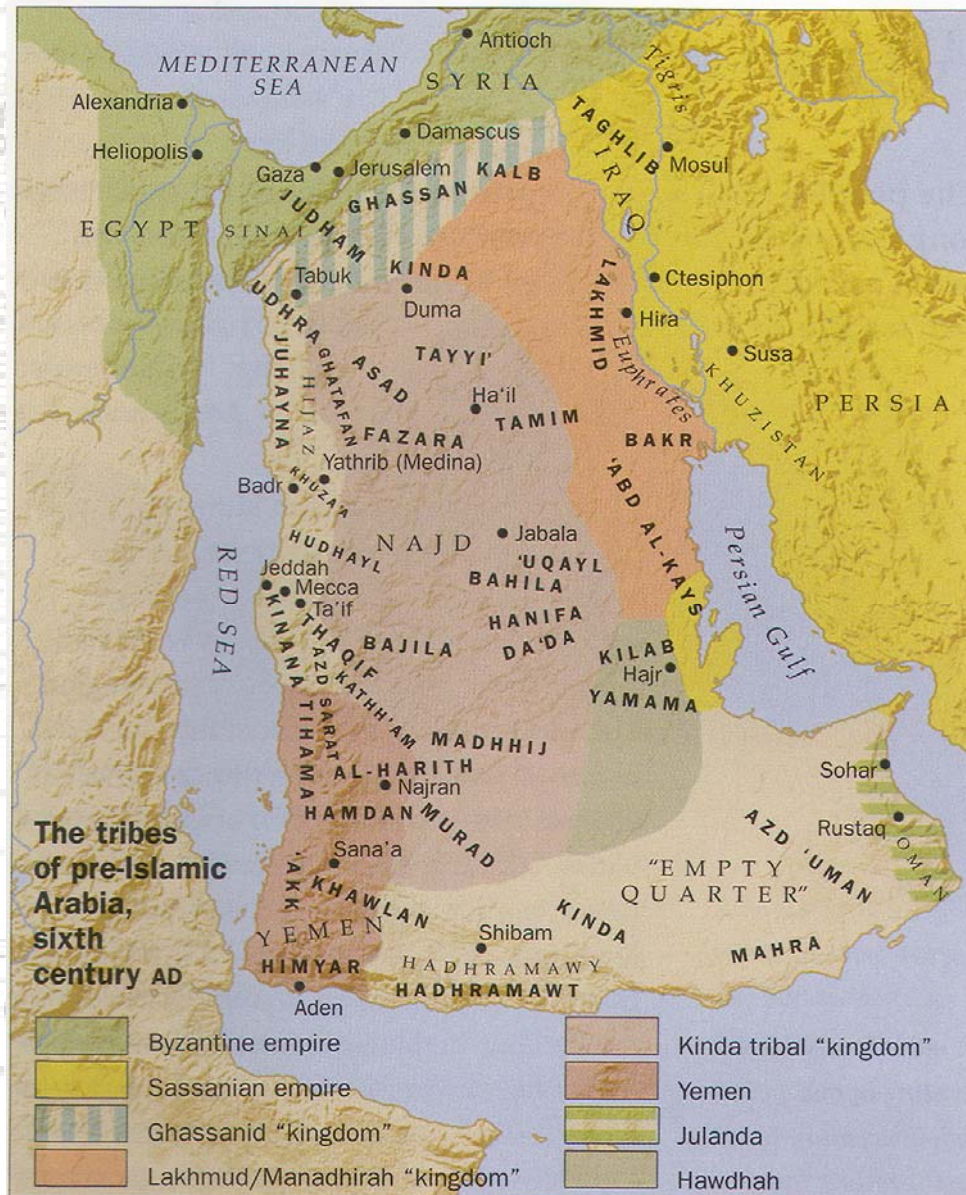 Antioch
MEDITERRANEAN
SEA
SYRIA
Tigris
Alexandria
TAGHLIB
Damascus
Heliopolis
Mosul
Gaza
Jerusalem
KALB
IRAQ
GHASSAN
JUDHAM
EGYPT
SINAI
KINDA
Ctesiphon
Tabuk
Duma
LAKHMID
Hira
UDHRA
Euphrates
JUHAYNA
GHATAFAN
HIJAZ
ASAD
TAYYI'
Susa
KHUZISTAN
PERSIA
Ha'il
TAMIM
FAZARA
BAKR
Yathrib (Medina)
Badr
KHUZA'A
'ABD AL-KAYS
HUDHAYL
NAJD
Jabala
'UQAYL
BAHILA
Persian Gulf
RED SEA
Jeddah
Mecca
Ta'if
KINANA
THAQIF
HANIFA
DA'DA
BAJILA
AZD
SARAT
KATHH'AM
KILAB
Hajr
YAMAMA
TIHAMA
MADHHIJ
AL-HARITH
Najran
Sohar
HAMDAN
MURAD
AZD 'UMAN
Rustaq
OMAN
The tribes
of pre-Islamic
Arabia,
sixth
century AD
Sana'a
"EMPTY
QUARTER"
'AKK
KHAWLAN
KINDA
YEMEN
Shibam
MAHRA
HIMYAR
HADHRAMAWY
HADHRAMAWT
Aden
Byzantine empire
Sassanian empire
Ghassanid "kingdom"
Lakhmud/Manadhirah "kingdom"
Kinda tribal "kingdom"
Yemen
Julanda
Hawdhah